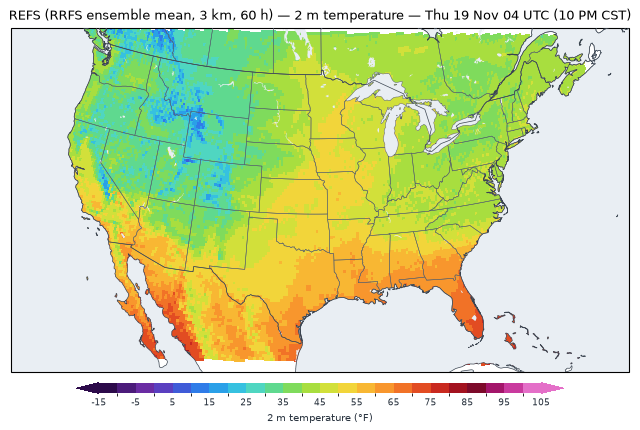 REFS (RRFS ensemble mean, 3 km, 60 h) — 2 m temperature — Thu 19 Nov 04 UTC (10 PM CST)
-15 -5 5 15 25 35 45 55 65 75 85 95 105
2 m temperature (°F)